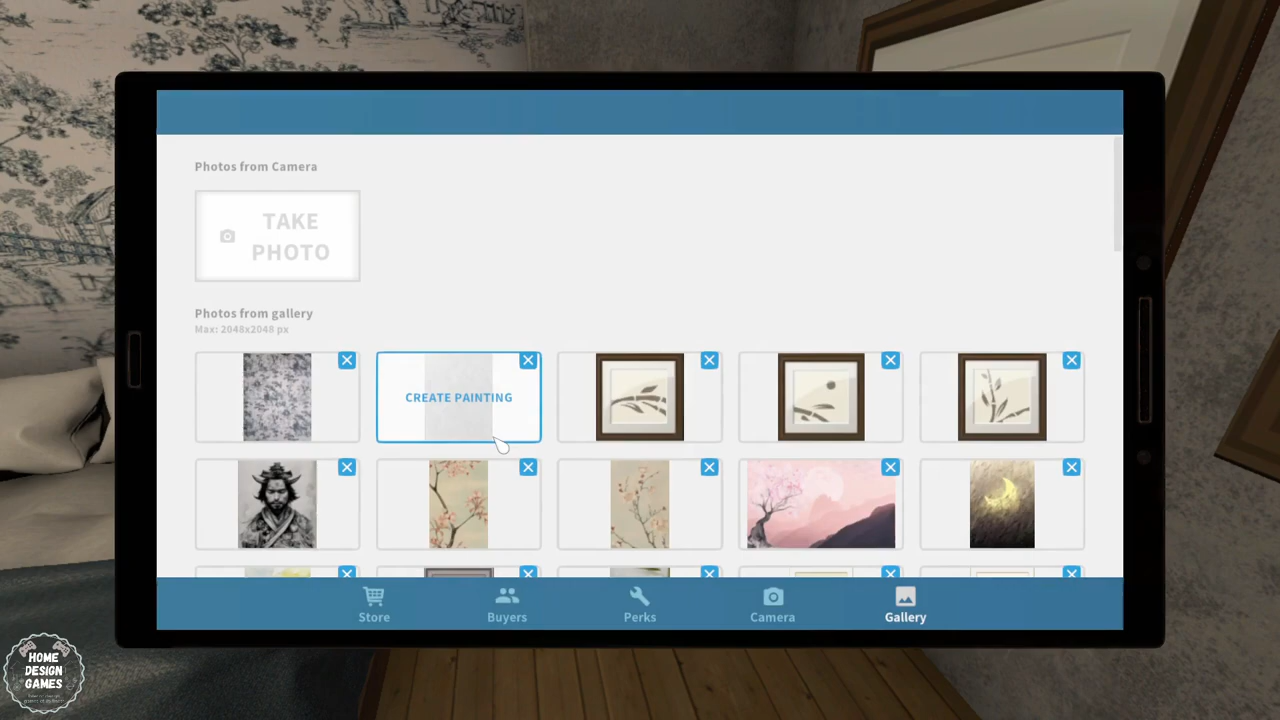 Photos from Camera
TAKE
PHOTO
Photos from gallery
Max: 2048x2048 px
CREATE PAINTING
Store
Buyers
Perks
Camera
Gallery
HOME
DESIGN
GAMES